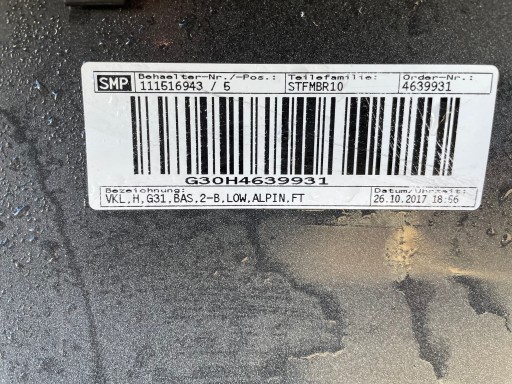 SMP
Behaelter-Nr./-Pos.: Teilefamilie: Order-Nr.:
111516943 / 5 STFMBR10 4639931
G30H4639931
Bezeichnung: Datum/Uhrzeit:
VKL,H,G31,BAS,2-B,LOW,ALPIN,FT 26.10.2017 18:56